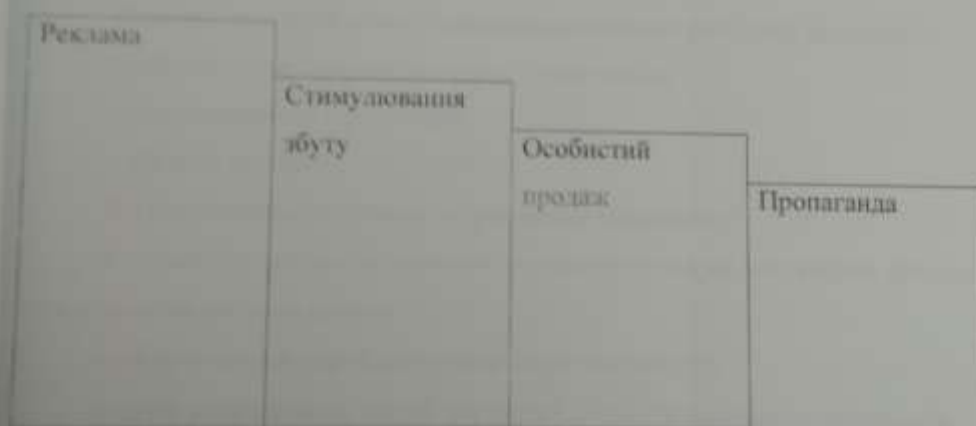 Реклама
Стимулювання
збуту
Особистий
продаж
Пропаганда